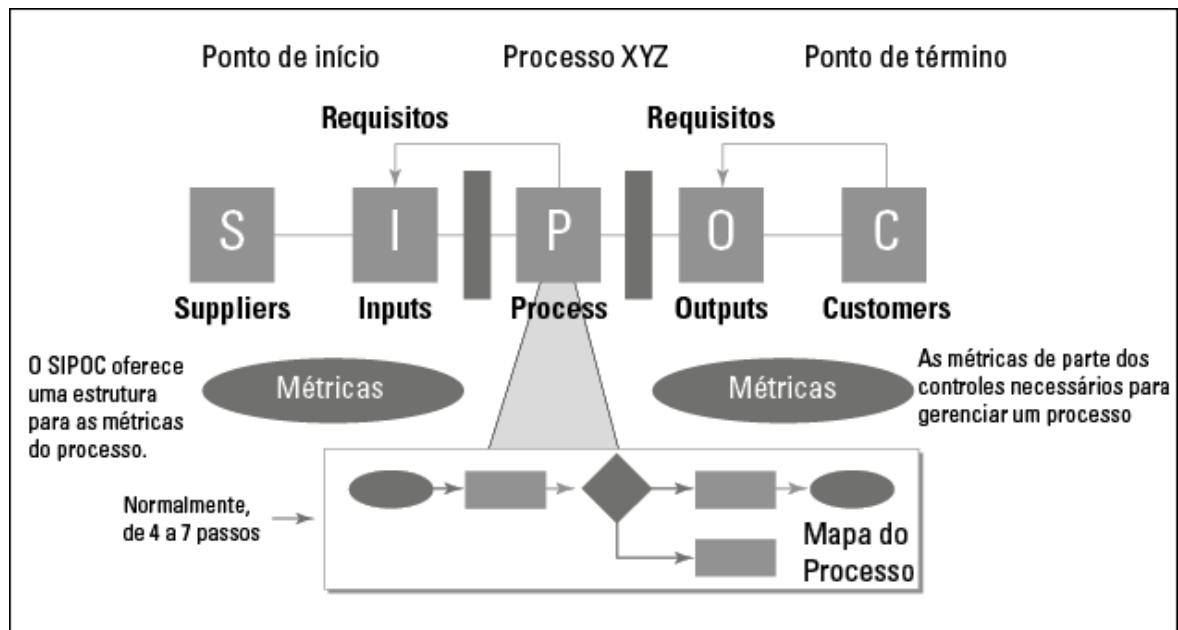 Ponto de início
Processo XYZ
Ponto de término
Requisitos
Requisitos
S
I
P
O
C
Suppliers
Inputs
Process
Outputs
Customers
O SIPOC oferece
uma estrutura
para as métricas
do processo.
Métricas
Métricas
As métricas de parte dos
controles necessários para
gerenciar um processo
Normalmente,
de 4 a 7 passos
Mapa do
Processo